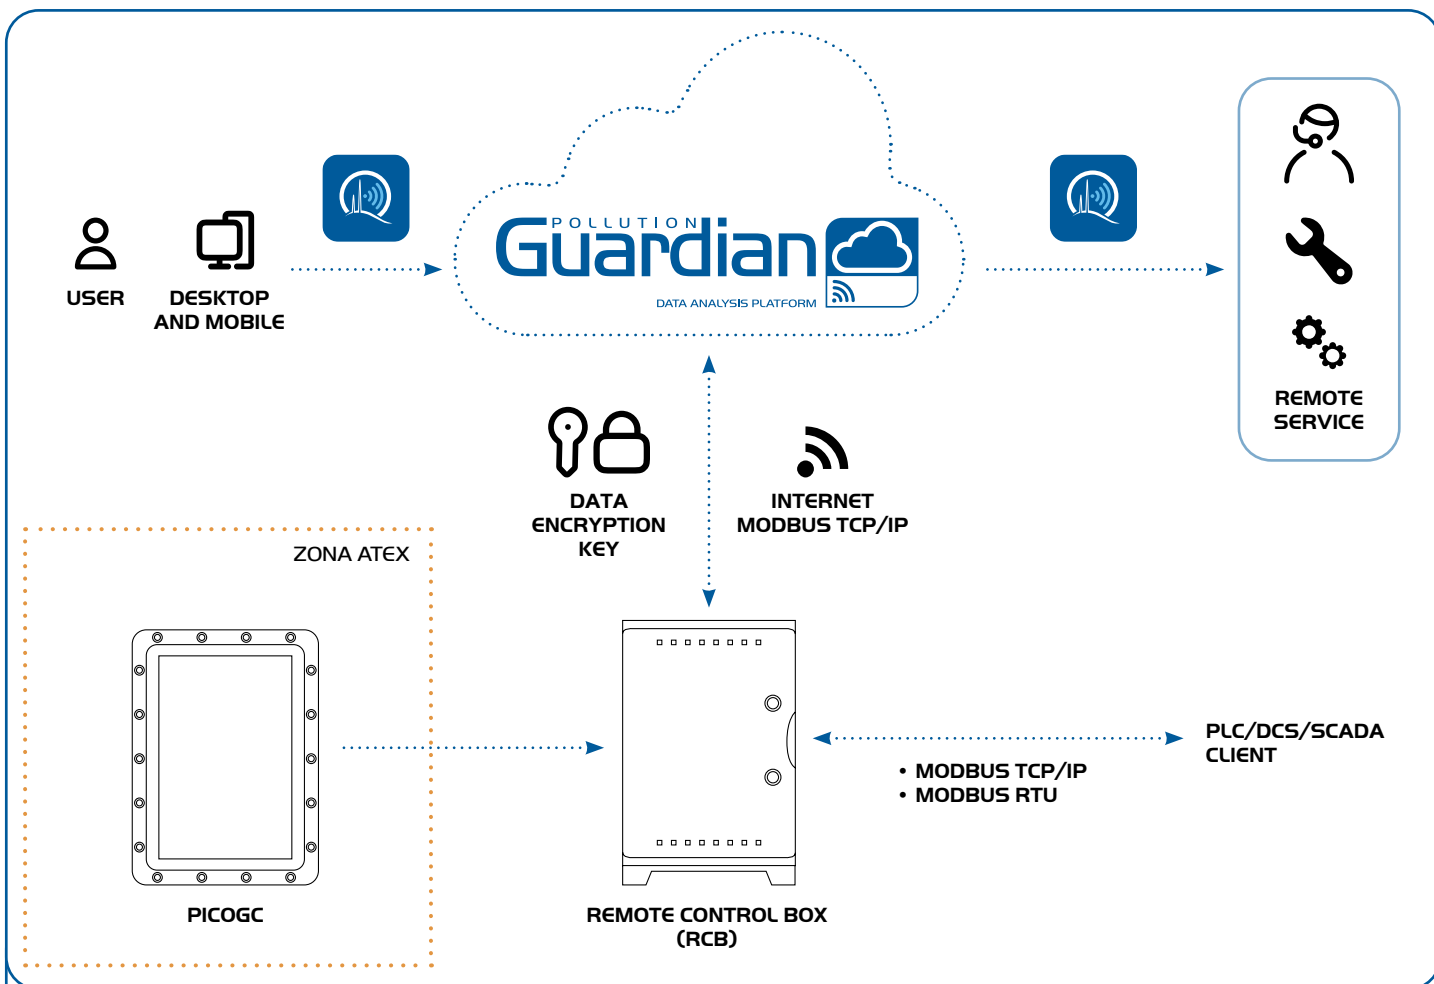 POLLUTION
Guardian
DATA ANALYSIS PLATFORM
USER
DESKTOP
AND MOBILE
REMOTE
SERVICE
DATA
ENCRYPTION
KEY
INTERNET
MODBUS TCP/IP
ZONA ATEX
PICOGC
REMOTE CONTROL BOX
(RCB)
• MODBUS TCP/IP
• MODBUS RTU
PLC/DCS/SCADA
CLIENT